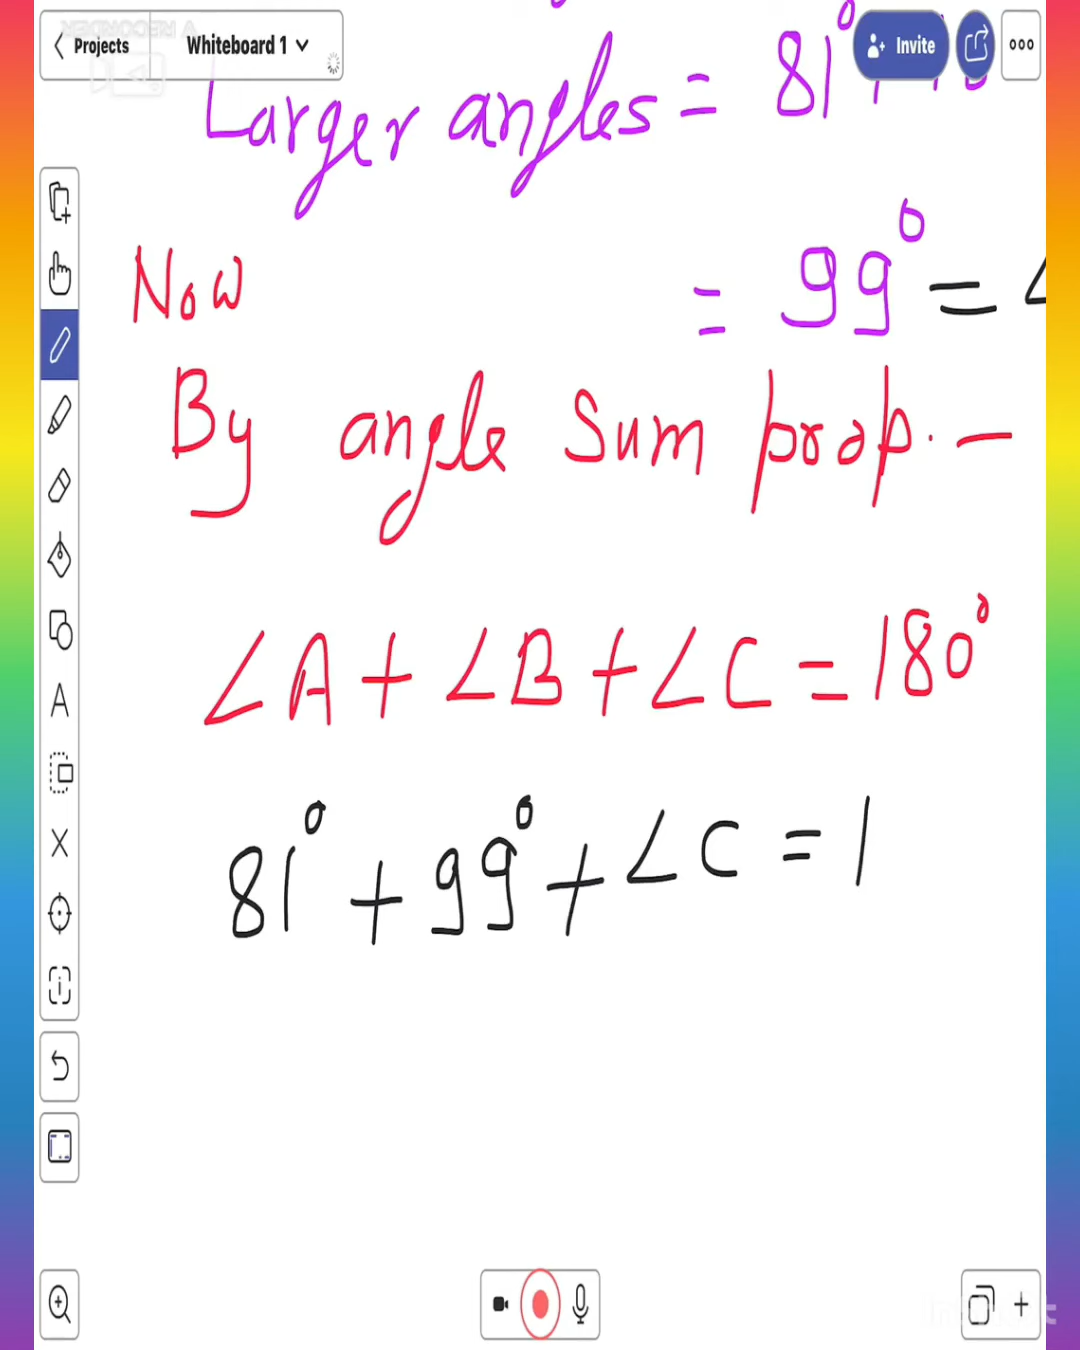 Projects
Whiteboard 1
Invite
Larger angles = 81°
Now
= 99° = ∠
By angle sum prop. -
∠A + ∠B + ∠C = 180°
81° + 99° + ∠C = 1